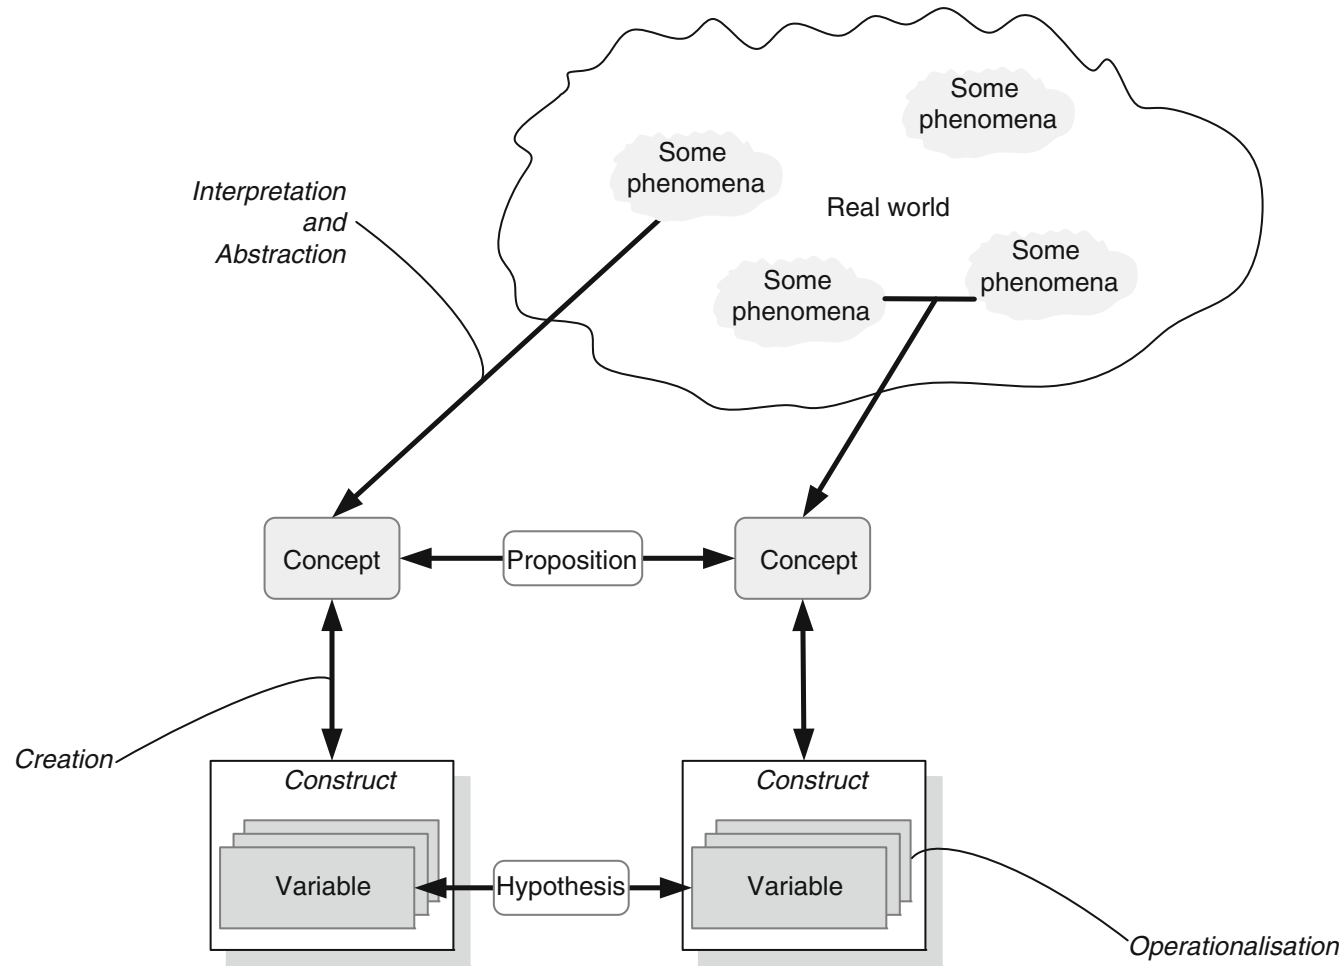 Some
phenomena
Some
phenomena
Interpretation
and
Abstraction
Real world
Some
phenomena
Some
phenomena
Concept
Proposition
Concept
Creation
Construct
Construct
Variable
Hypothesis
Variable
Operationalisation